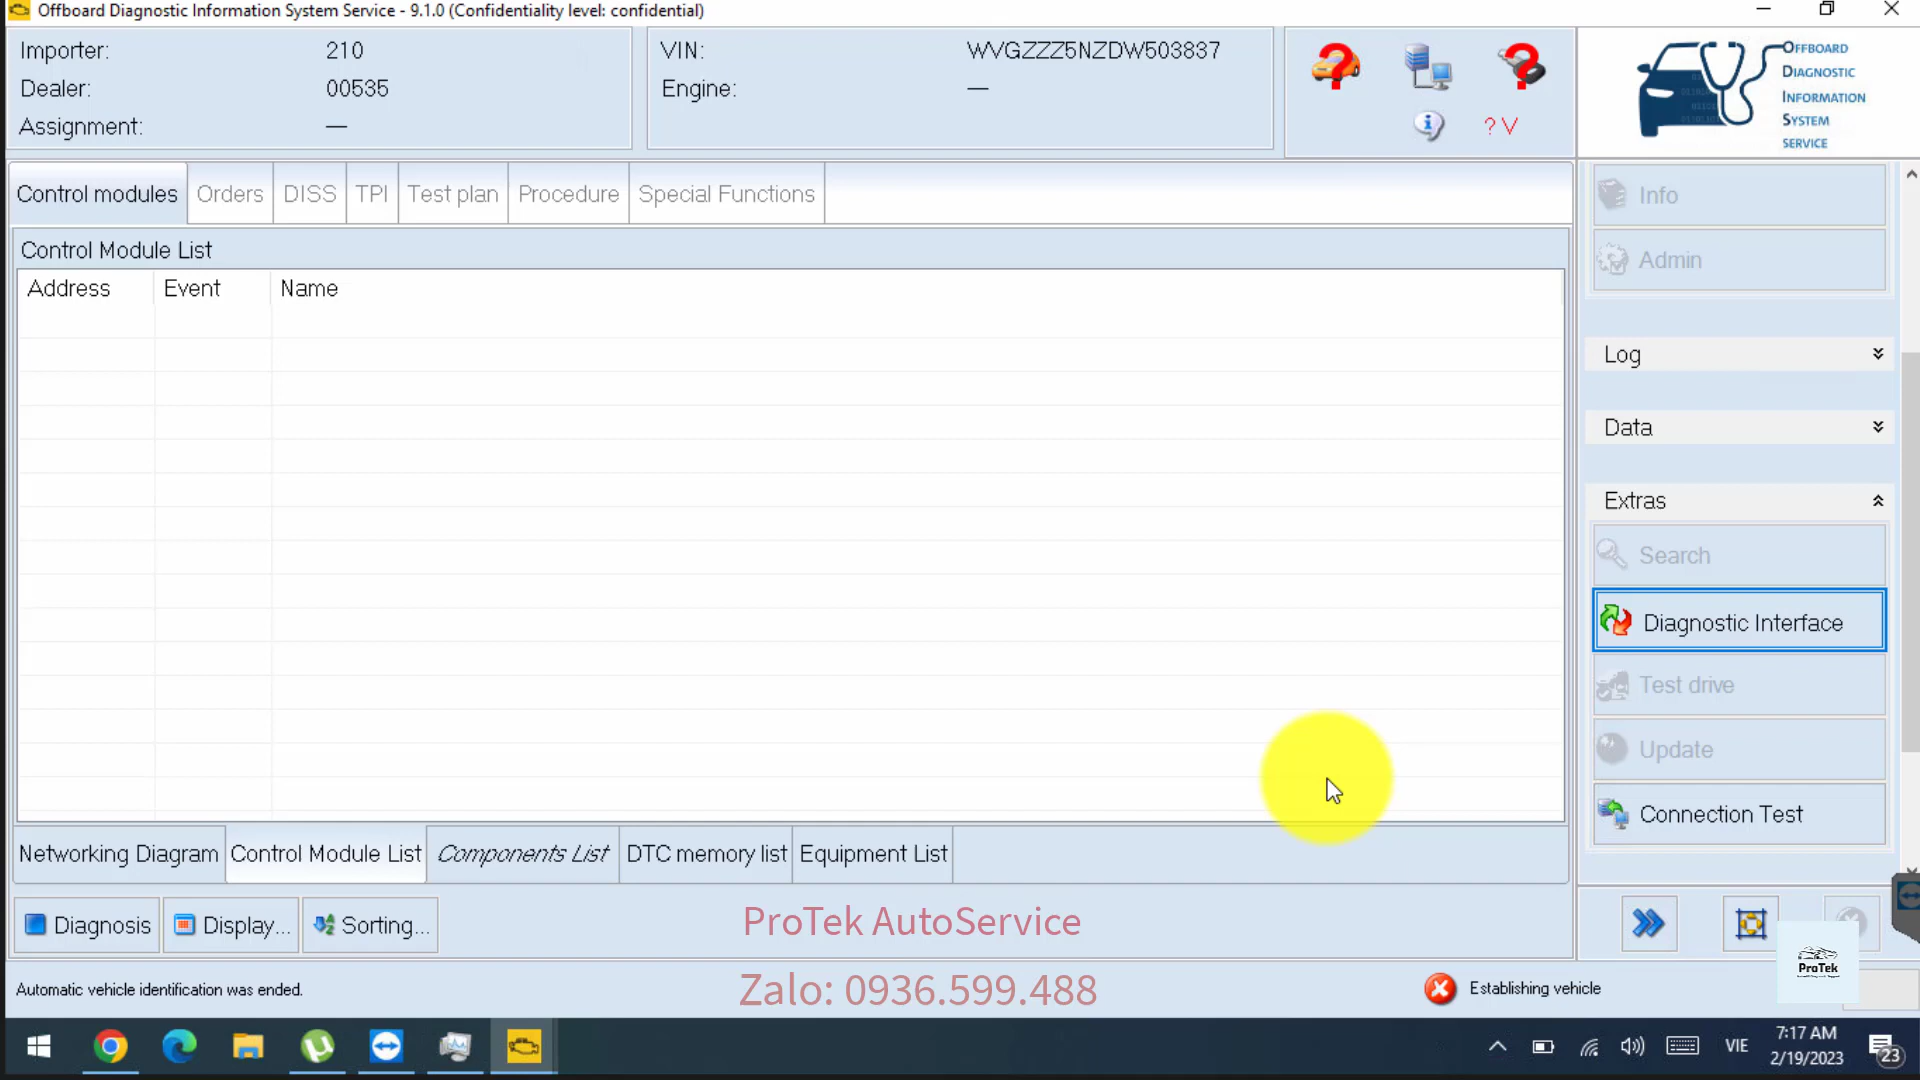 Offboard Diagnostic Information System Service - 9.1.0 (Confidentiality level: confidential)
Importer: 210
Dealer: 00535
Assignment: —
VIN: WVGZZZ5NZDW503837
Engine: —
? V
OFFBOARD
DIAGNOSTIC
INFORMATION
SYSTEM
SERVICE
Control modules Orders DISS TPI Test plan Procedure Special Functions
Control Module List
Address Event Name
Info
Admin
Log
Data
Extras
Search
Diagnostic Interface
Test drive
Update
Connection Test
Networking Diagram Control Module List Components List DTC memory list Equipment List
Diagnosis Display... Sorting...
ProTek AutoService
Zalo: 0936.599.488
ProTek
Automatic vehicle identification was ended.
Establishing vehicle
VIE
7:17 AM
2/19/2023
23